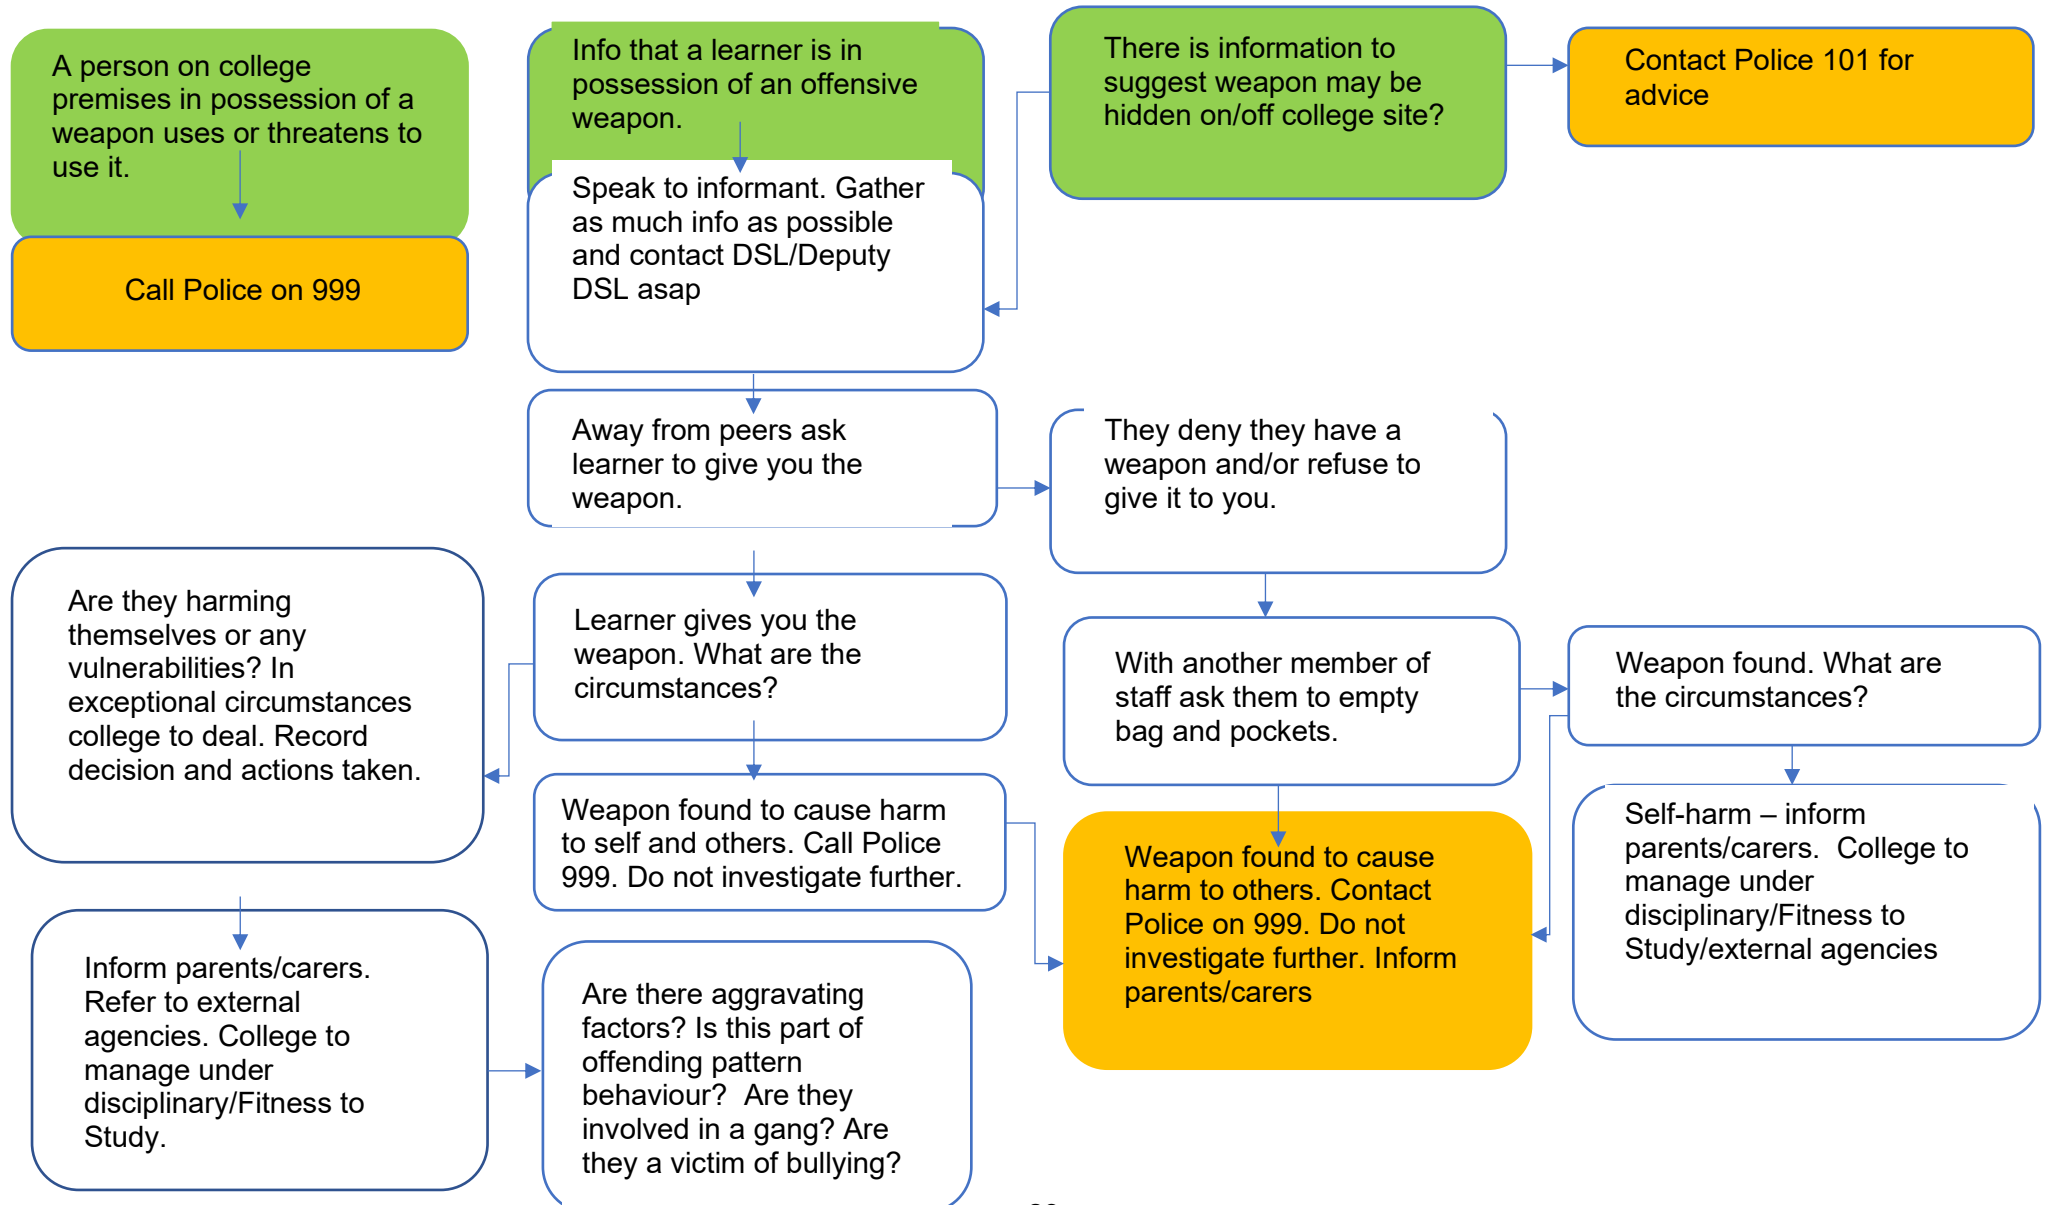 A person on college
premises in possession of a
weapon uses or threatens to
use it.
Call Police on 999
Info that a learner is in
possession of an offensive
weapon.
Speak to informant. Gather
as much info as possible
and contact DSL/Deputy
DSL asap
There is information to
suggest weapon may be
hidden on/off college site?
Contact Police 101 for
advice
Away from peers ask
learner to give you the
weapon.
They deny they have a
weapon and/or refuse to
give it to you.
Are they harming
themselves or any
vulnerabilities? In
exceptional circumstances
college to deal. Record
decision and actions taken.
Learner gives you the
weapon. What are the
circumstances?
With another member of
staff ask them to empty
bag and pockets.
Weapon found. What are
the circumstances?
Weapon found to cause harm
to self and others. Call Police
999. Do not investigate further.
Weapon found to cause
harm to others. Contact
Police on 999. Do not
investigate further. Inform
parents/carers
Self-harm – inform
parents/carers.  College to
manage under
disciplinary/Fitness to
Study/external agencies
Inform parents/carers.
Refer to external
agencies. College to
manage under
disciplinary/Fitness to
Study.
Are there aggravating
factors? Is this part of
offending pattern
behaviour?  Are they
involved in a gang? Are
they a victim of bullying?